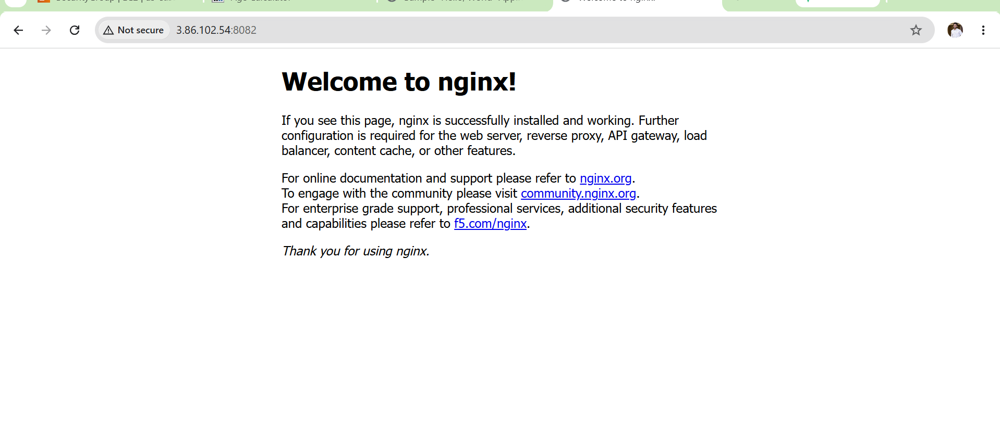 Not secure 3.86.102.54:8082
Welcome to nginx!
If you see this page, nginx is successfully installed and working. Further
configuration is required for the web server, reverse proxy, API gateway, load
balancer, content cache, or other features.
For online documentation and support please refer to nginx.org.
To engage with the community please visit community.nginx.org.
For enterprise grade support, professional services, additional security features
and capabilities please refer to f5.com/nginx.
Thank you for using nginx.